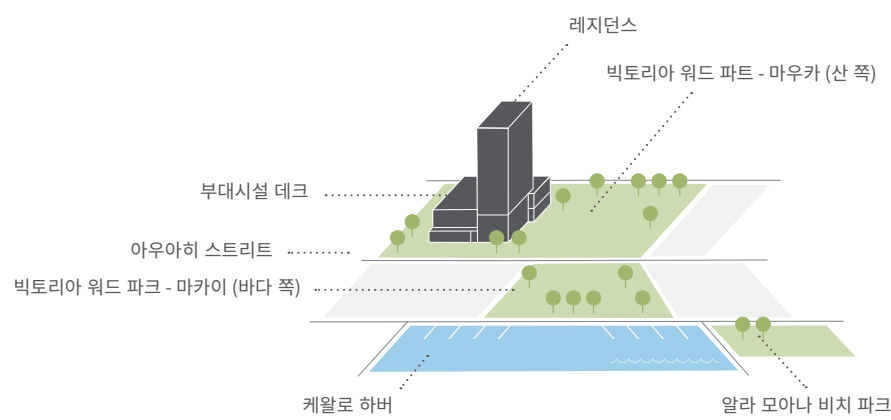 레지던스
빅토리아 워드 파트 - 마우카 (산 쪽)
부대시설 데크
아우아히 스트리트
빅토리아 워드 파크 - 마카이 (바다 쪽)
케왈로 하버
알라 모아나 비치 파크